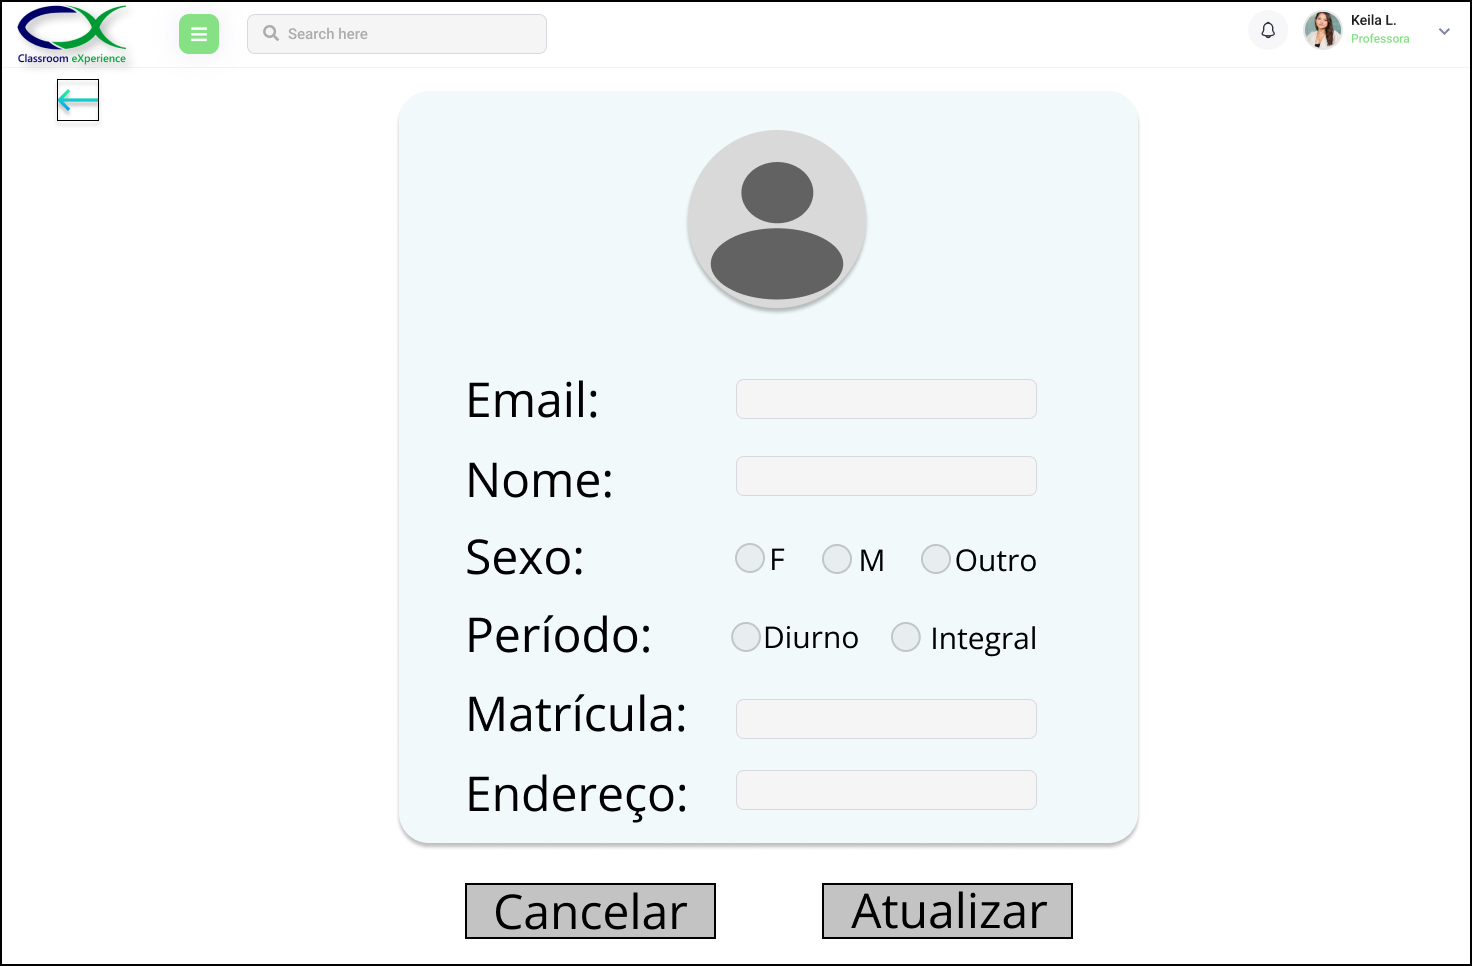 Classroom eXperience
Search here
Keila L.
Professora
Email:
Nome:
Sexo: F M Outro
Período: Diurno Integral
Matrícula:
Endereço:
Cancelar Atualizar